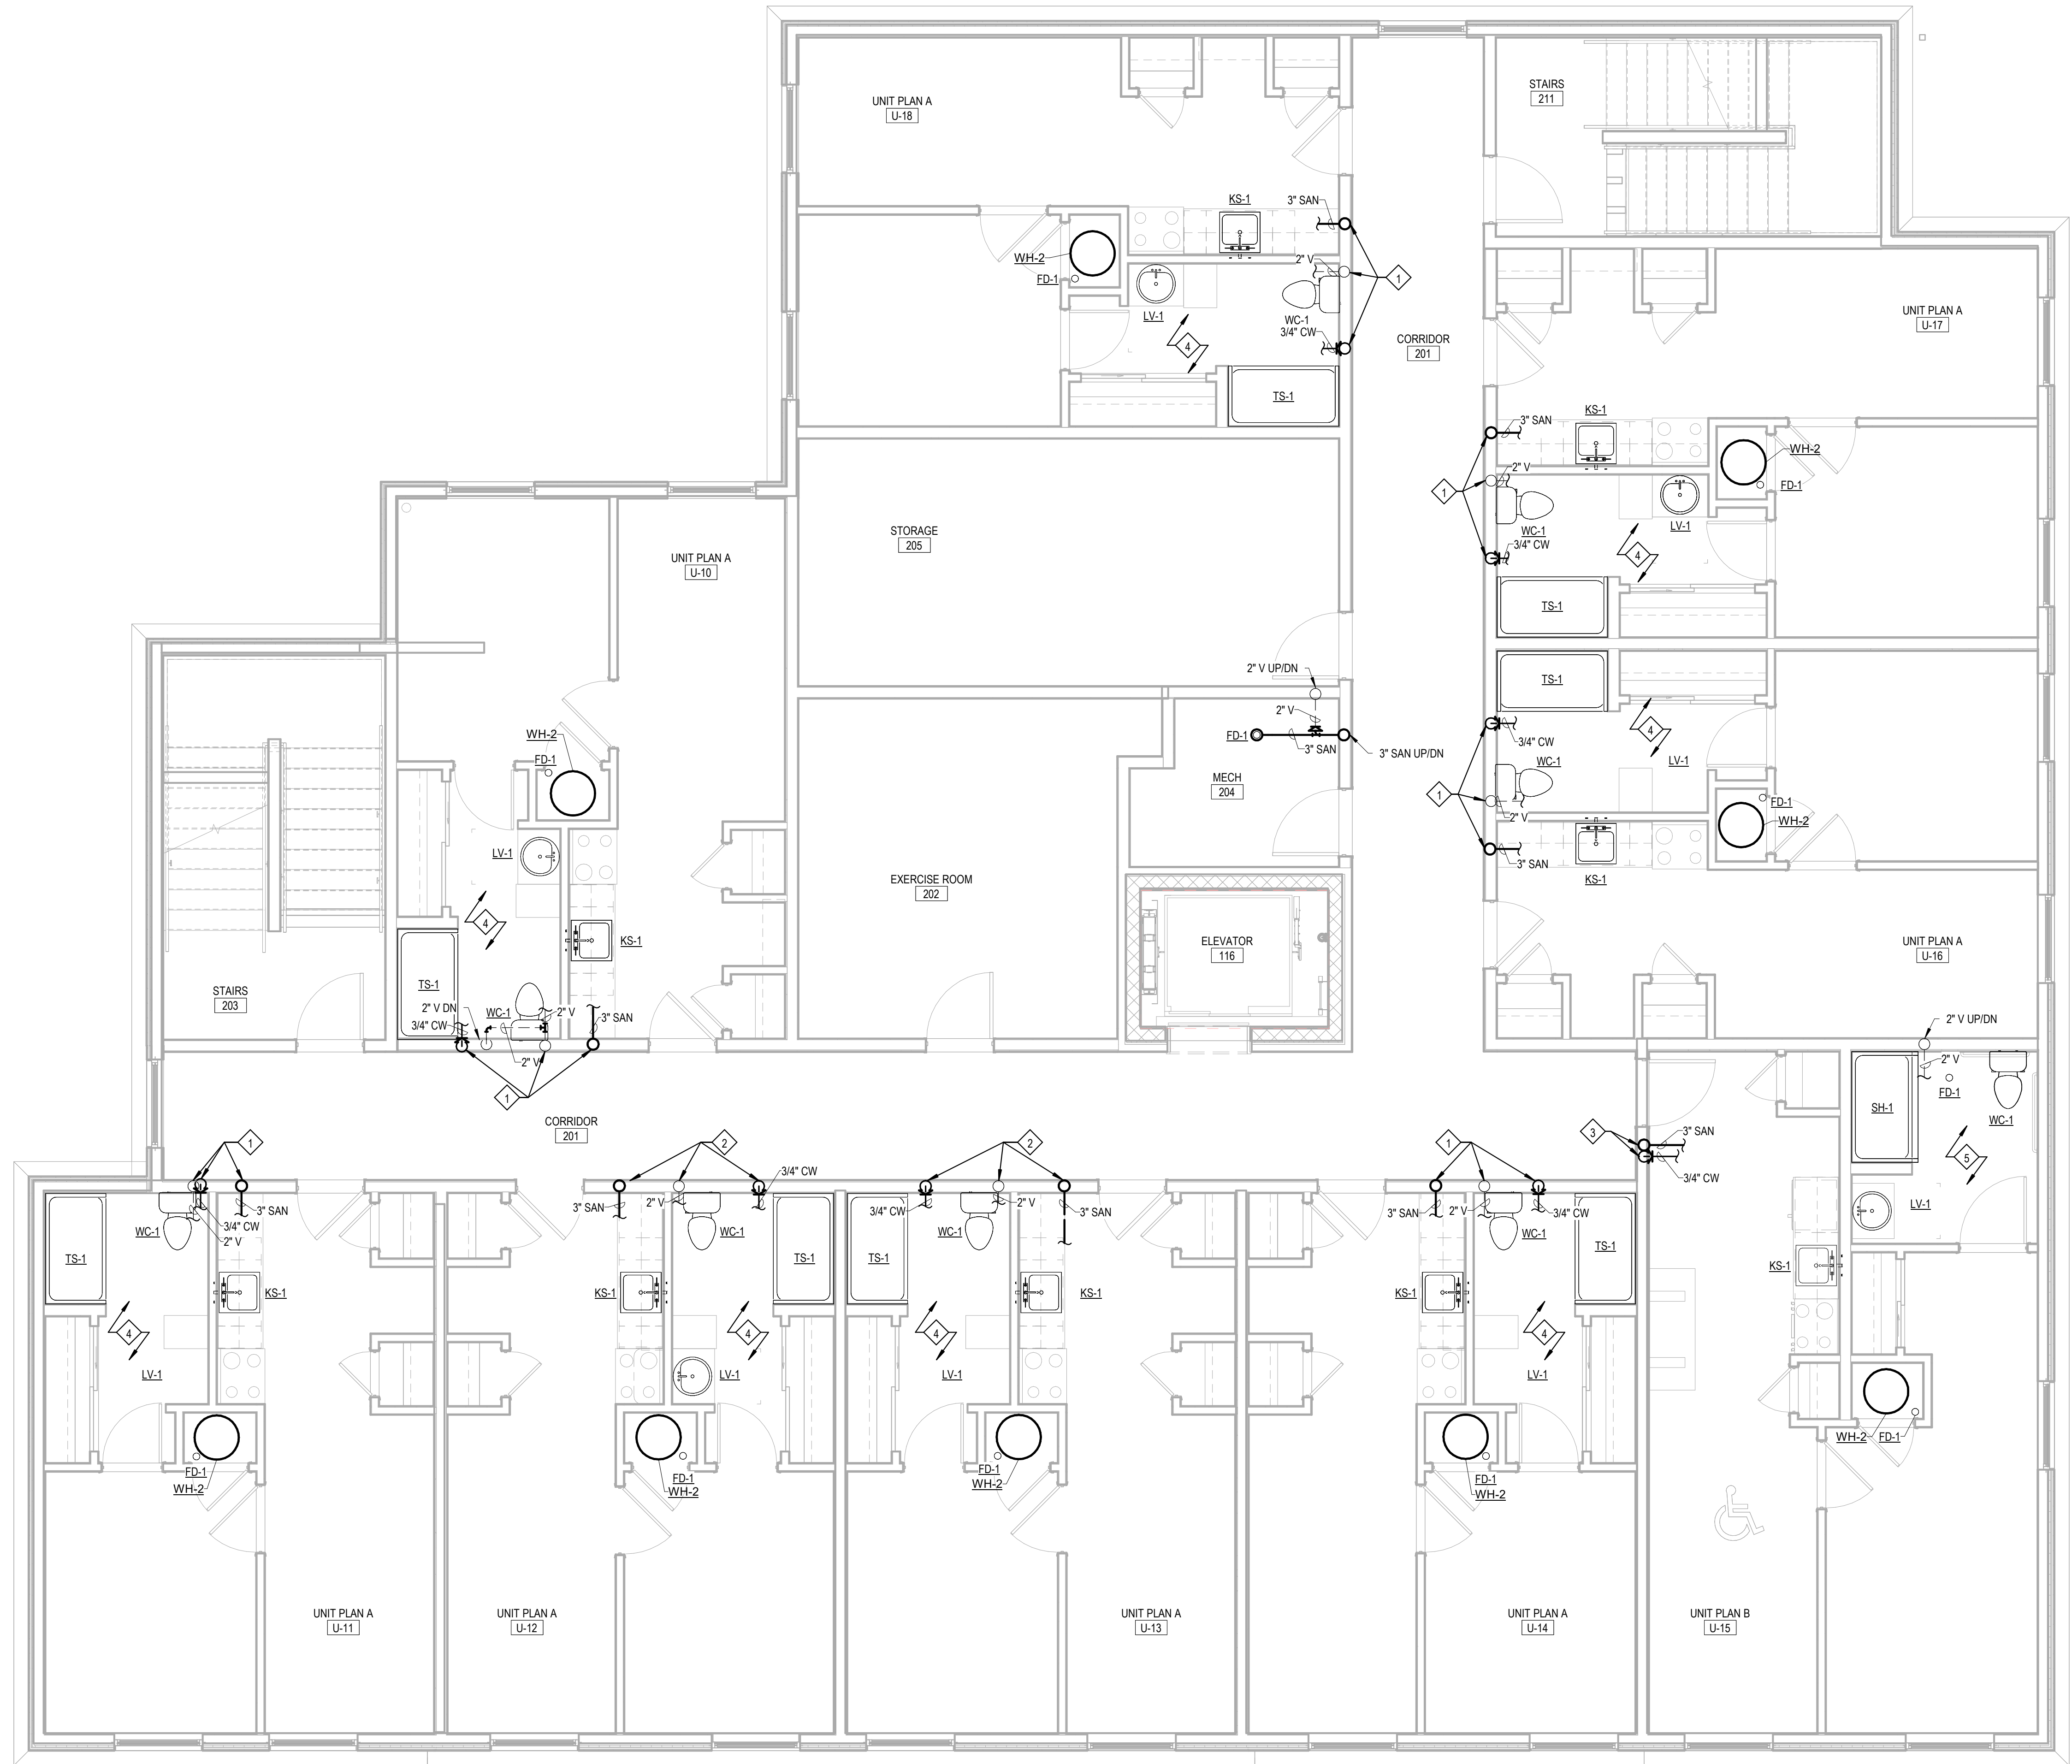 STAIRS
211
UNIT PLAN A
U-18
KS-1
3" SAN
WH-2
FD-1
2" V
LV-1
WC-1
3/4" CW
4
1
TS-1
CORRIDOR
201
UNIT PLAN A
U-17
KS-1
3" SAN
WH-2
2" V
FD-1
1
WC-1
LV-1
3/4" CW
4
TS-1
STORAGE
205
UNIT PLAN A
U-10
2" V UP/DN
2" V
FD-1
3" SAN
3" SAN UP/DN
MECH
204
TS-1
4
3/4" CW
WC-1
LV-1
1
FD-1
2" V
WH-2
3" SAN
KS-1
UNIT PLAN A
U-16
WH-2
FD-1
LV-1
4
KS-1
TS-1
2" V DN
WC-1
2" V
3/4" CW
3" SAN
2" V
1
EXERCISE ROOM
202
ELEVATOR
116
STAIRS
203
CORRIDOR
201
2" V UP/DN
2" V
FD-1
SH-1
WC-1
3
3" SAN
3/4" CW
5
LV-1
KS-1
WH-2
FD-1
UNIT PLAN B
U-15
1
3" SAN
3/4" CW
2" V
WC-1
TS-1
KS-1
4
LV-1
FD-1
WH-2
UNIT PLAN A
U-11
2
3/4" CW
3" SAN
2" V
WC-1
TS-1
KS-1
4
LV-1
FD-1
WH-2
UNIT PLAN A
U-12
2
3/4" CW
2" V
3" SAN
WC-1
TS-1
KS-1
4
LV-1
FD-1
WH-2
UNIT PLAN A
U-13
1
3" SAN
2" V
3/4" CW
WC-1
TS-1
KS-1
4
LV-1
FD-1
WH-2
UNIT PLAN A
U-14